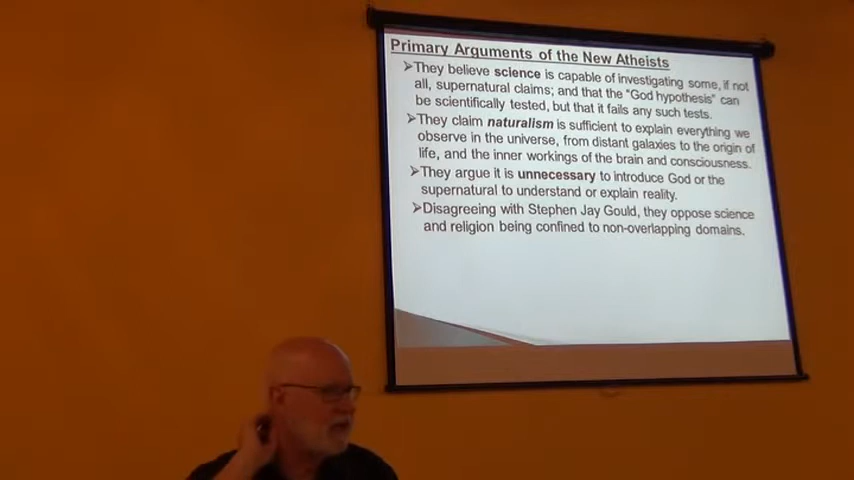 Primary Arguments of the New Atheists
➢They believe science is capable of investigating some, if not
all, supernatural claims; and that the "God hypothesis" can
be scientifically tested, but that it fails any such tests.
➢They claim naturalism is sufficient to explain everything we
observe in the universe, from distant galaxies to the origin of
life, and the inner workings of the brain and consciousness.
➢They argue it is unnecessary to introduce God or the
supernatural to understand or explain reality.
➢Disagreeing with Stephen Jay Gould, they oppose science
and religion being confined to non-overlapping domains.